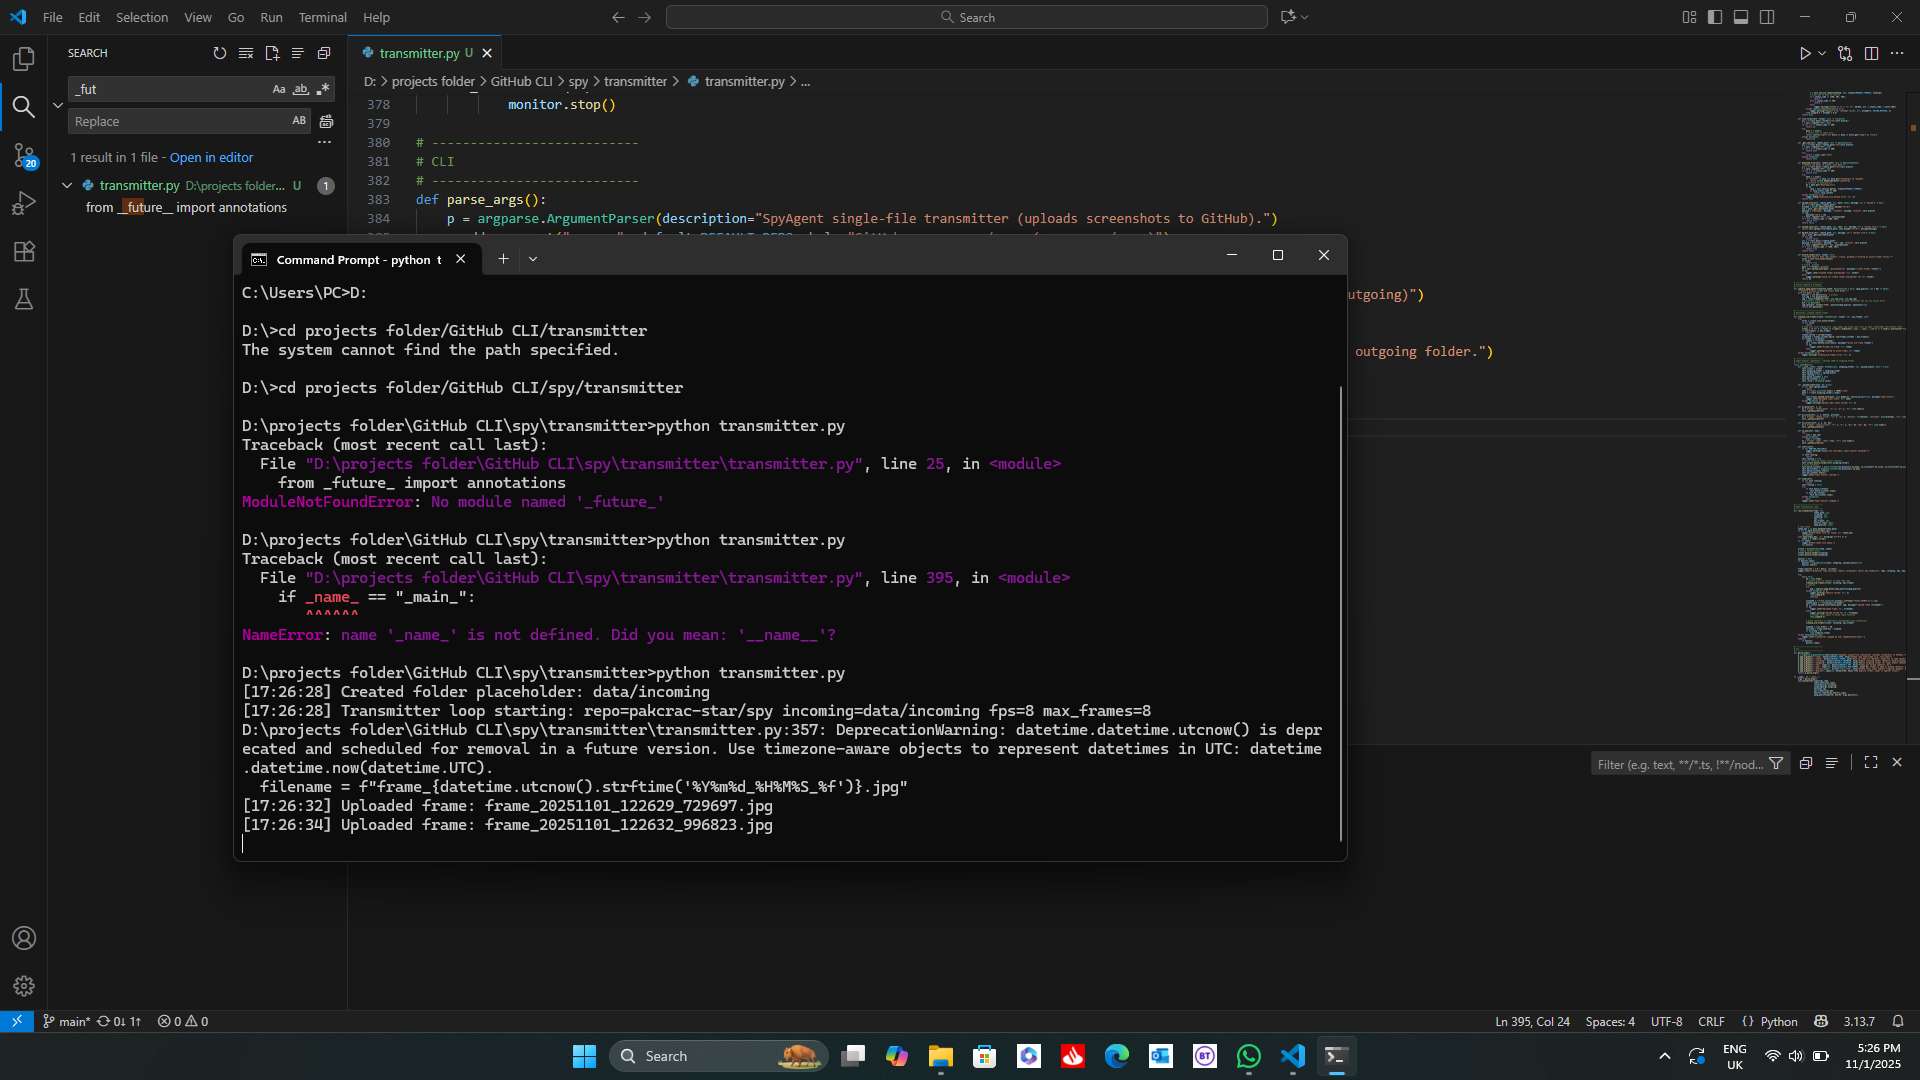 File Edit Selection View Go Run Terminal Help
Search
SEARCH
_fut
Aa ab
Replace
AB
1 result in 1 file - Open in editor
transmitter.py D:\projects folder... U 1
from __future__ import annotations
20
transmitter.py U
D: > projects folder > GitHub CLI > spy > transmitter > transmitter.py > ...
378 monitor.stop()
379
380 # ---------------------------
381 # CLI
382 # ---------------------------
383 def parse_args():
384 p = argparse.ArgumentParser(description="SpyAgent single-file transmitter (uploads screenshots to GitHub).")
utgoing)")
outgoing folder.")
Command Prompt - python t
C:\Users\PC>D:
D:\>cd projects folder/GitHub CLI/transmitter
The system cannot find the path specified.
D:\>cd projects folder/GitHub CLI/spy/transmitter
D:\projects folder\GitHub CLI\spy\transmitter>python transmitter.py
Traceback (most recent call last):
File "D:\projects folder\GitHub CLI\spy\transmitter\transmitter.py", line 25, in <module>
from _future_ import annotations
ModuleNotFoundError: No module named '_future_'
D:\projects folder\GitHub CLI\spy\transmitter>python transmitter.py
Traceback (most recent call last):
File "D:\projects folder\GitHub CLI\spy\transmitter\transmitter.py", line 395, in <module>
if _name_ == "_main_":
^^^^^^
NameError: name '_name_' is not defined. Did you mean: '__name__'?
D:\projects folder\GitHub CLI\spy\transmitter>python transmitter.py
[17:26:28] Created folder placeholder: data/incoming
[17:26:28] Transmitter loop starting: repo=pakcrac-star/spy incoming=data/incoming fps=8 max_frames=8
D:\projects folder\GitHub CLI\spy\transmitter\transmitter.py:357: DeprecationWarning: datetime.datetime.utcnow() is depr
ecated and scheduled for removal in a future version. Use timezone-aware objects to represent datetimes in UTC: datetime
.datetime.now(datetime.UTC).
filename = f"frame_{datetime.utcnow().strftime('%Y%m%d_%H%M%S_%f')}.jpg"
[17:26:32] Uploaded frame: frame_20251101_122629_729697.jpg
[17:26:34] Uploaded frame: frame_20251101_122632_996823.jpg
Filter (e.g. text, **/*.ts, !**/nod...
main* 0↓ 1↑ 0 0
Ln 395, Col 24 Spaces: 4 UTF-8 CRLF {} Python 3.13.7
Search
BT
ENG
UK
5:26 PM
11/1/2025